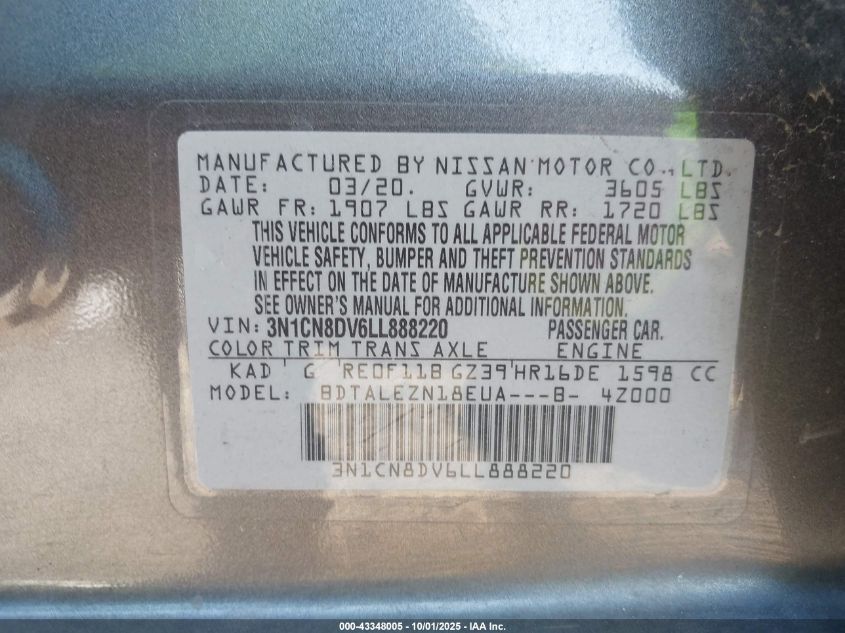 MANUFACTURED BY NISSAN MOTOR CO., LTD.
DATE: 03/20. GVWR: 3605 LBS
GAWR FR: 1907 LBS GAWR RR: 1720 LBS
THIS VEHICLE CONFORMS TO ALL APPLICABLE FEDERAL MOTOR
VEHICLE SAFETY, BUMPER AND THEFT PREVENTION STANDARDS
IN EFFECT ON THE DATE OF MANUFACTURE SHOWN ABOVE.
SEE OWNER'S MANUAL FOR ADDITIONAL INFORMATION.
VIN: 3N1CN8DV6LL888220 PASSENGER CAR.
COLOR TRIM TRANS AXLE ENGINE
KAD G RE0F11B GZ39 HR16DE 1598 CC
MODEL: BDTALEZN18EUA---B- 4Z000
3N1CN8DV6LL888220
000-43348005 - 10/01/2025 - IAA Inc.